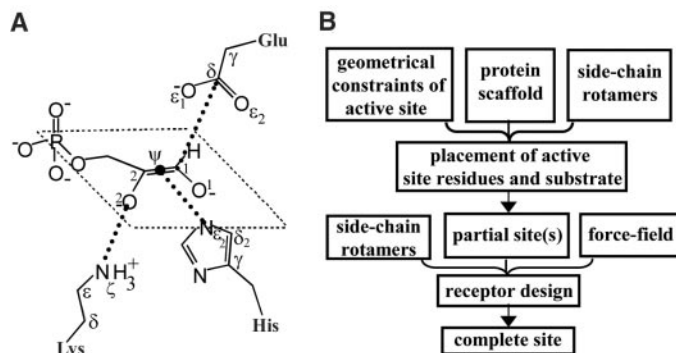 A
B
Glu
γ
δ
O⁻
ε1
O
ε2
O⁻
⁻O
P
O
O⁻
ψ
H
2
1
O⁻
1
2
O
N
ε2
δ2
γ
N
NH3+
ζ
ε
δ
Lys
His
geometrical
constraints of
active site
protein
scaffold
side-chain
rotamers
placement of active
site residues and substrate
side-chain
rotamers
partial site(s)
force-field
receptor design
complete site